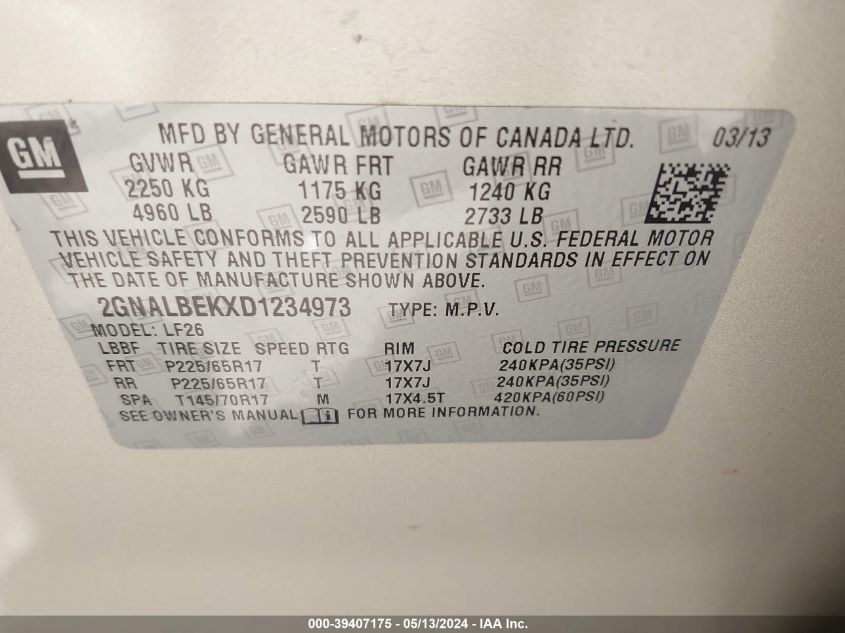 GM
MFD BY GENERAL MOTORS OF CANADA LTD. 03/13
GVWR GAWR FRT GAWR RR
2250 KG 1175 KG 1240 KG
4960 LB 2590 LB 2733 LB
THIS VEHICLE CONFORMS TO ALL APPLICABLE U.S. FEDERAL MOTOR
VEHICLE SAFETY AND THEFT PREVENTION STANDARDS IN EFFECT ON
THE DATE OF MANUFACTURE SHOWN ABOVE.
2GNALBEKXD1234973 TYPE: M.P.V.
MODEL: LF26
LBBF TIRE SIZE SPEED RTG RIM COLD TIRE PRESSURE
FRT P225/65R17 T 17X7J 240KPA(35PSI)
RR P225/65R17 T 17X7J 240KPA(35PSI)
SPA T145/70R17 M 17X4.5T 420KPA(60PSI)
SEE OWNER'S MANUAL FOR MORE INFORMATION.
000-39407175 - 05/13/2024 - IAA Inc.